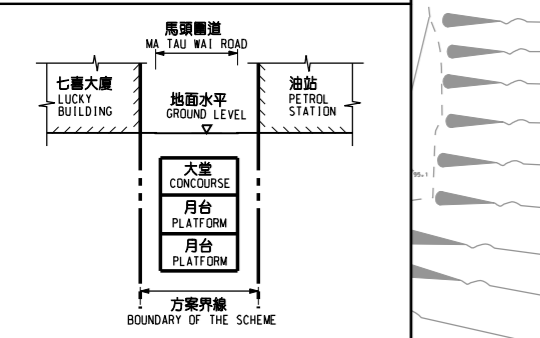 馬頭圍道
MA TAU WAI ROAD
七喜大廈
LUCKY
BUILDING
地面水平
GROUND LEVEL
油站
PETROL
STATION
大堂
CONCOURSE
月台
PLATFORM
月台
PLATFORM
方案界線
BOUNDARY OF THE SCHEME